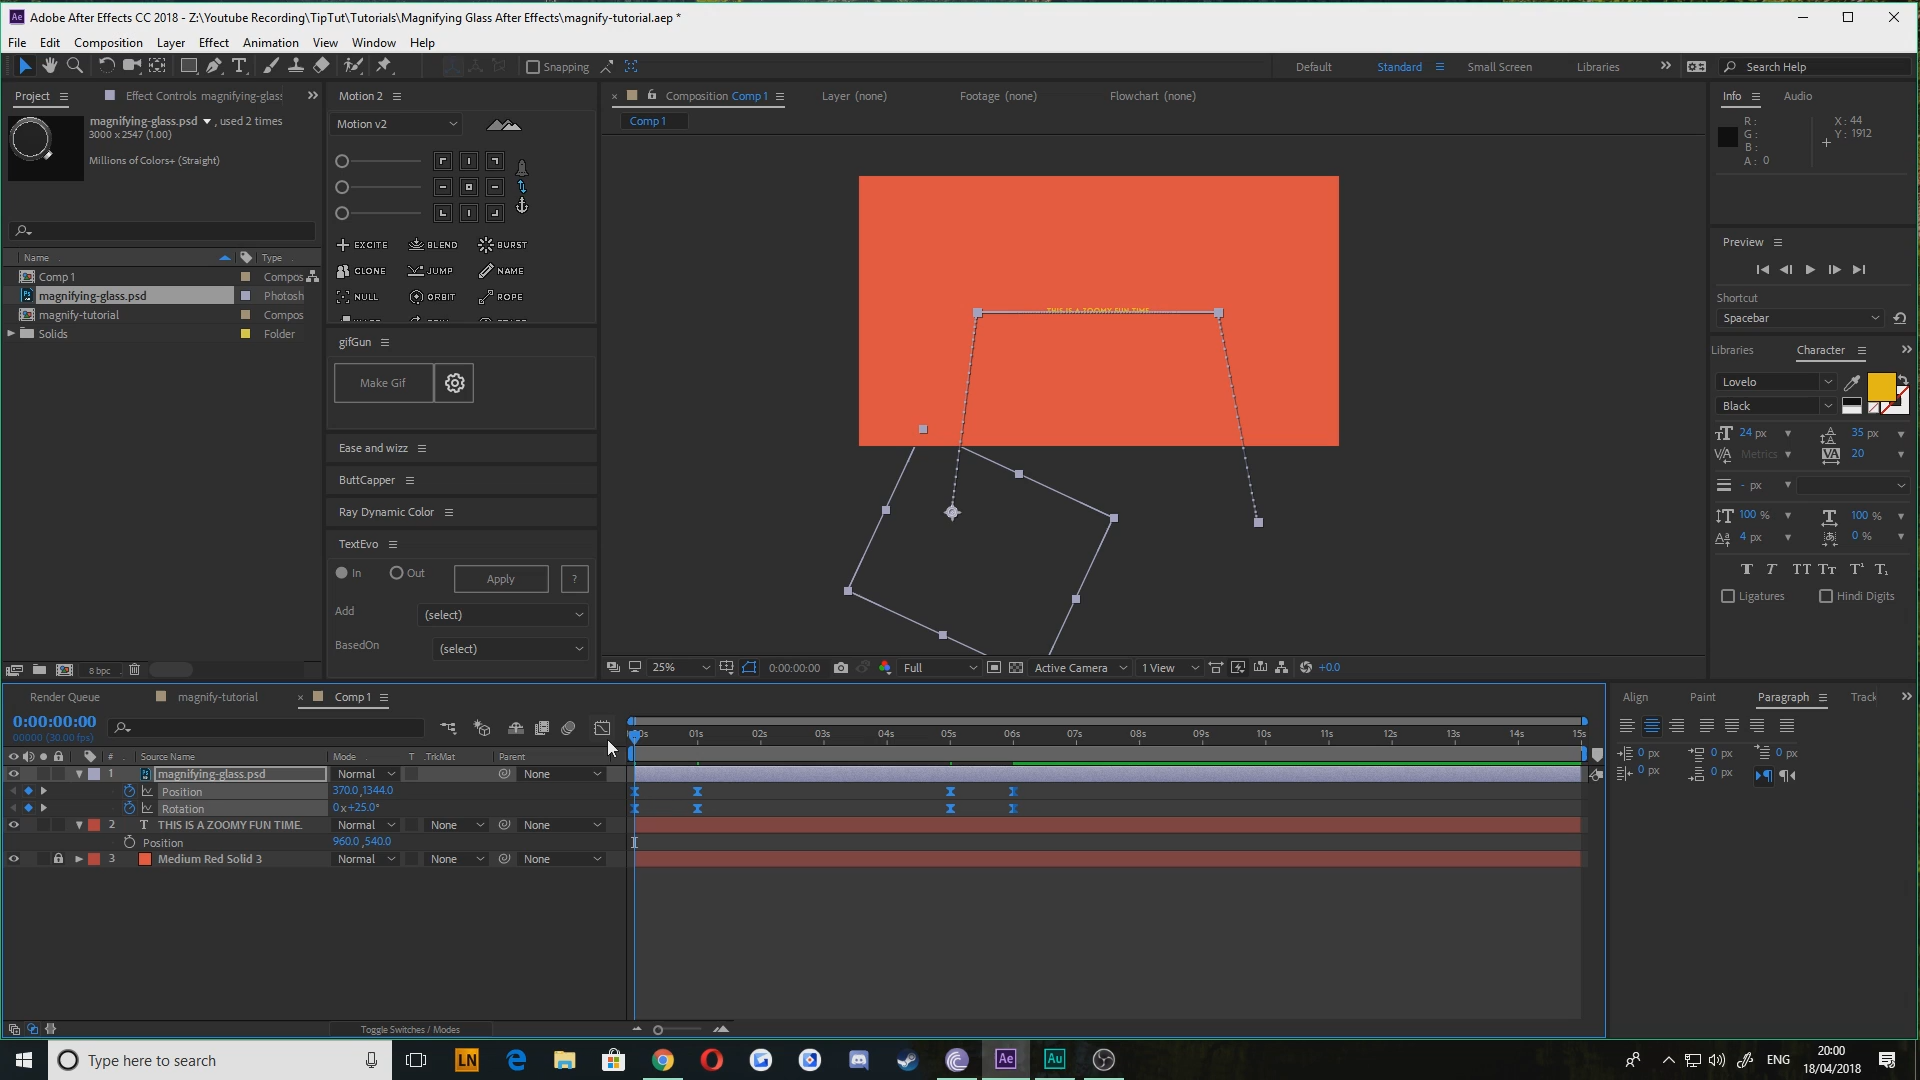 Adobe After Effects CC 2018 - Z:\Youtube Recording\TipTut\Tutorials\Magnifying Glass After Effects\magnify-tutorial.aep *
File Edit Composition Layer Effect Animation View Window Help
Snapping
Default Standard Small Screen Libraries Search Help
Project Effect Controls magnifying-glas:
magnifying-glass.psd , used 2 times
3000 x 2547 (1.00)
Millions of Colors+ (Straight)
Name Type
Comp 1 Compos
magnifying-glass.psd Photosh
magnify-tutorial Compos
Solids Folder
8 bpc
Motion 2
Motion v2
EXCITE BLEND BURST
CLONE JUMP NAME
NULL ORBIT ROPE
gifGun
Make Gif
Ease and wizz
ButtCapper
Ray Dynamic Color
TextEvo
In Out Apply ?
Add (select)
BasedOn (select)
Composition Comp 1 Layer (none) Footage (none) Flowchart (none)
Comp 1
THIS IS A ZOOMY FUN TIME.
25% 0:00:00:00 Full Active Camera 1 View +0.0
Info Audio
R: X: 44
G: Y: 1912
B:
A: 0
Preview
Shortcut
Spacebar
Libraries Character
Lovelo
Black
24 px 35 px
Metrics 20
- px
100 % 100 %
4 px 0 %
Ligatures Hindi Digits
Render Queue magnify-tutorial Comp 1
0:00:00:00
00000 (30.00 fps)
# Source Name Mode T .TrkMat Parent
1 magnifying-glass.psd Normal None
Position 370.0,1344.0
Rotation 0x+25.0°
2 T THIS IS A ZOOMY FUN TIME. Normal None None
Position 960.0,540.0
3 Medium Red Solid 3 Normal None None
01s 02s 03s 04s 05s 06s 07s 08s 09s 10s 11s 12s 13s 14s 15s
Toggle Switches / Modes
Align Paint Paragraph Track
0 px 0 px 0 px
0 px 0 px
Type here to search
LN
Ae
Au
ENG
20:00
18/04/2018